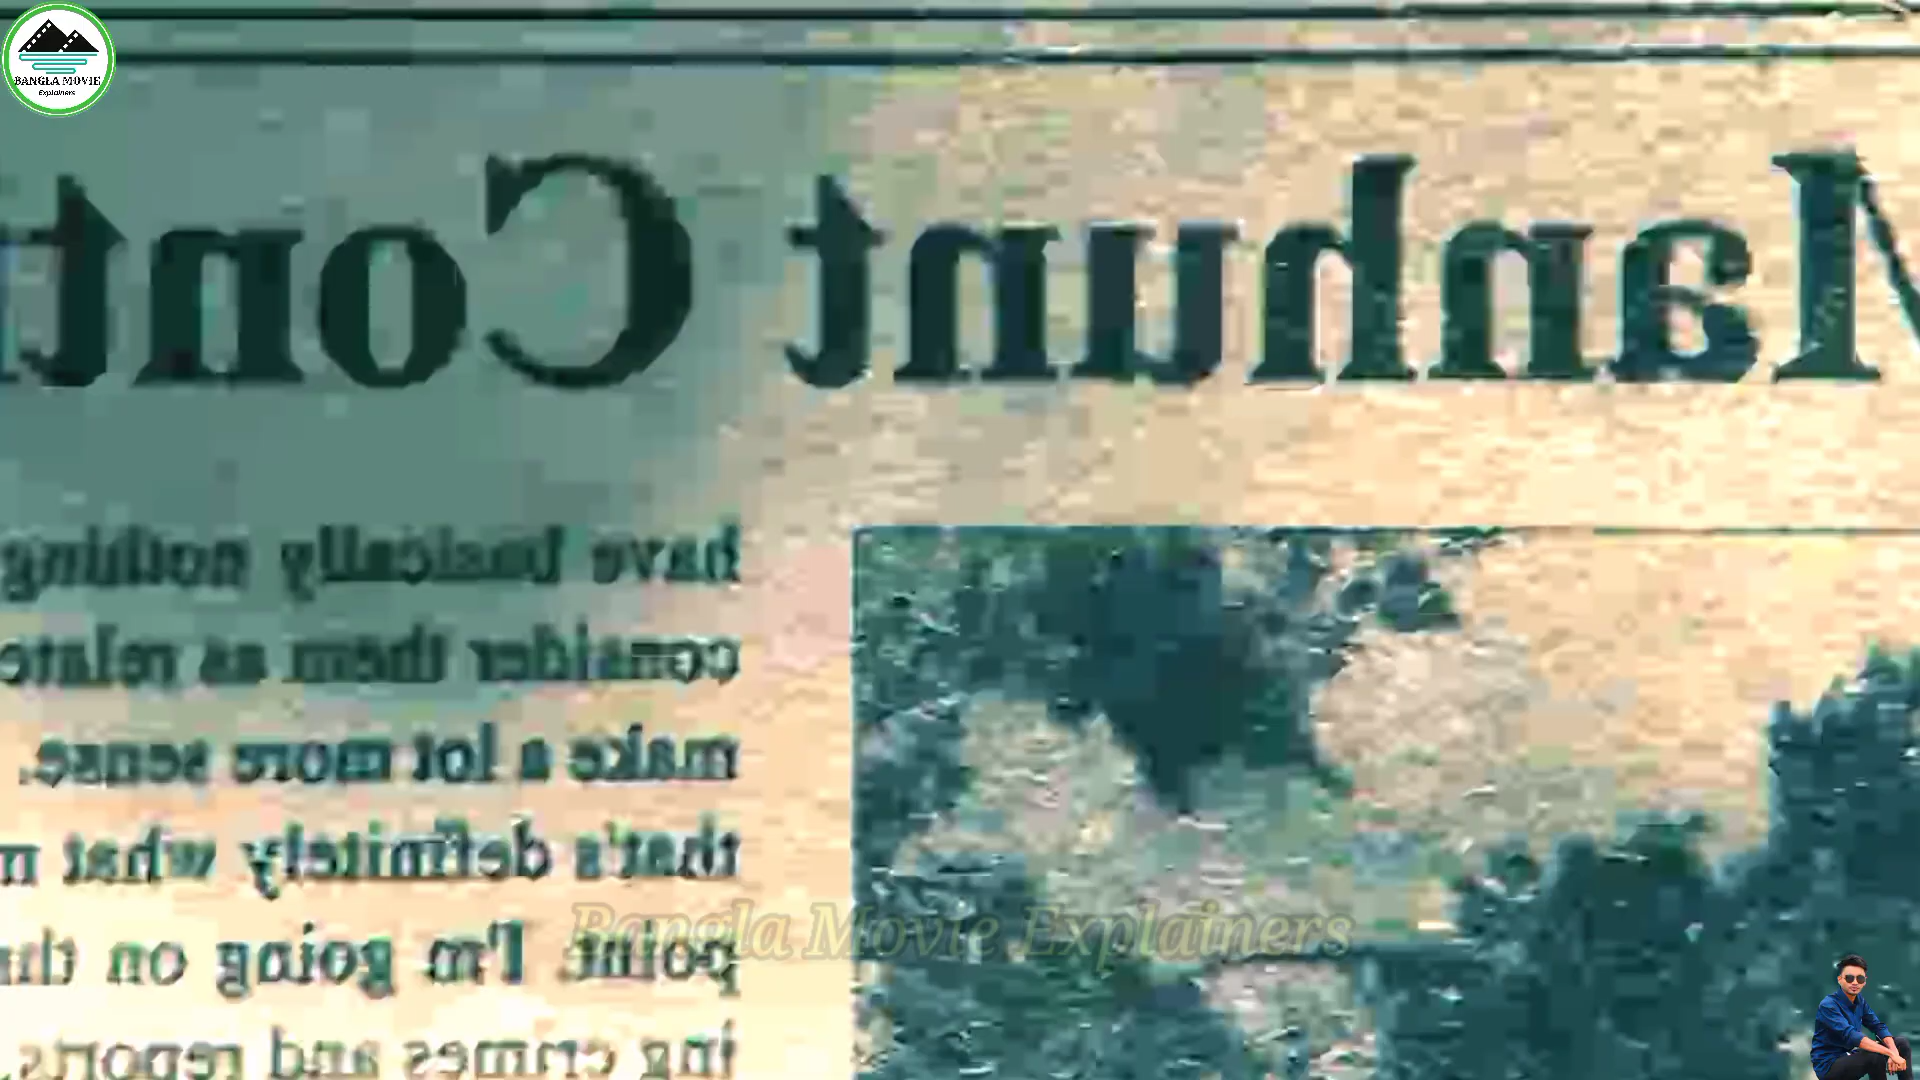 BANGLA MOVIE
Explainers
Manhunt Cont
have basically nothing
consider them as relate
make a lot more sense.
that's definitely what m
point. I'm going on
ing crimes and reports.
Bangla Movie Explainers